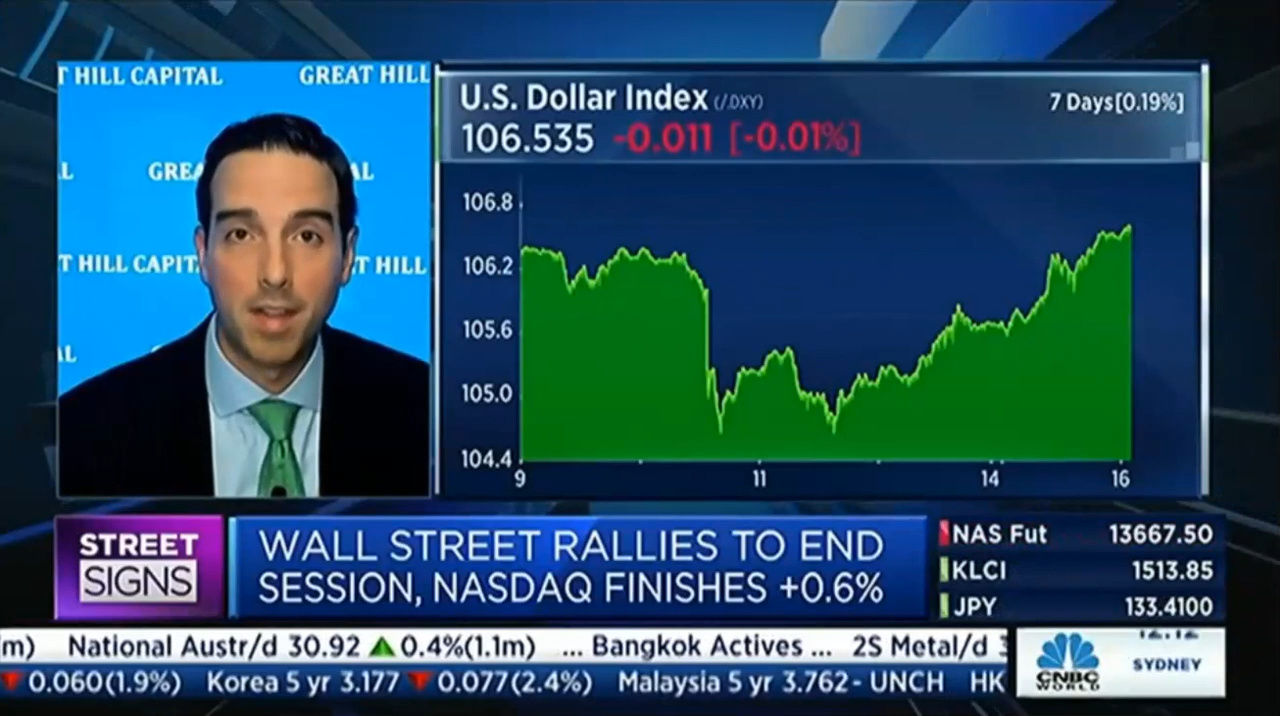 T HILL CAPITAL GREAT HILL
L GREA AL
T HILL CAPIT T HILL
AL
U.S. Dollar Index (/.DXY) 7 Days[0.19%]
106.535 -0.011 [-0.01%]
106.8
106.2
105.6
105.0
104.4
9 11 14 16
STREET
SIGNS
WALL STREET RALLIES TO END
SESSION, NASDAQ FINISHES +0.6%
NAS Fut 13667.50
KLCI 1513.85
JPY 133.4100
m) National Austr/d 30.92 ▲ 0.4%(1.1m) ... Bangkok Actives ... 2S Metal/d
▼ 0.060(1.9%) Korea 5 yr 3.177 ▼ 0.077(2.4%) Malaysia 5 yr 3.762- UNCH HK
SYDNEY
CNBC
WORLD